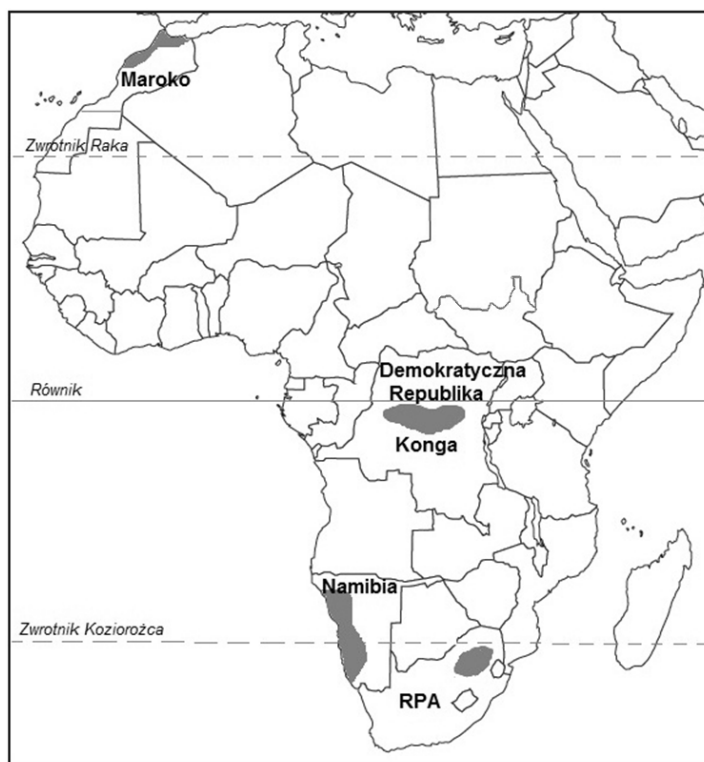 Maroko
Zwrotnik Raka
Demokratyczna
Republika
Równik
Konga
Namibia
Zwrotnik Koziorożca
RPA